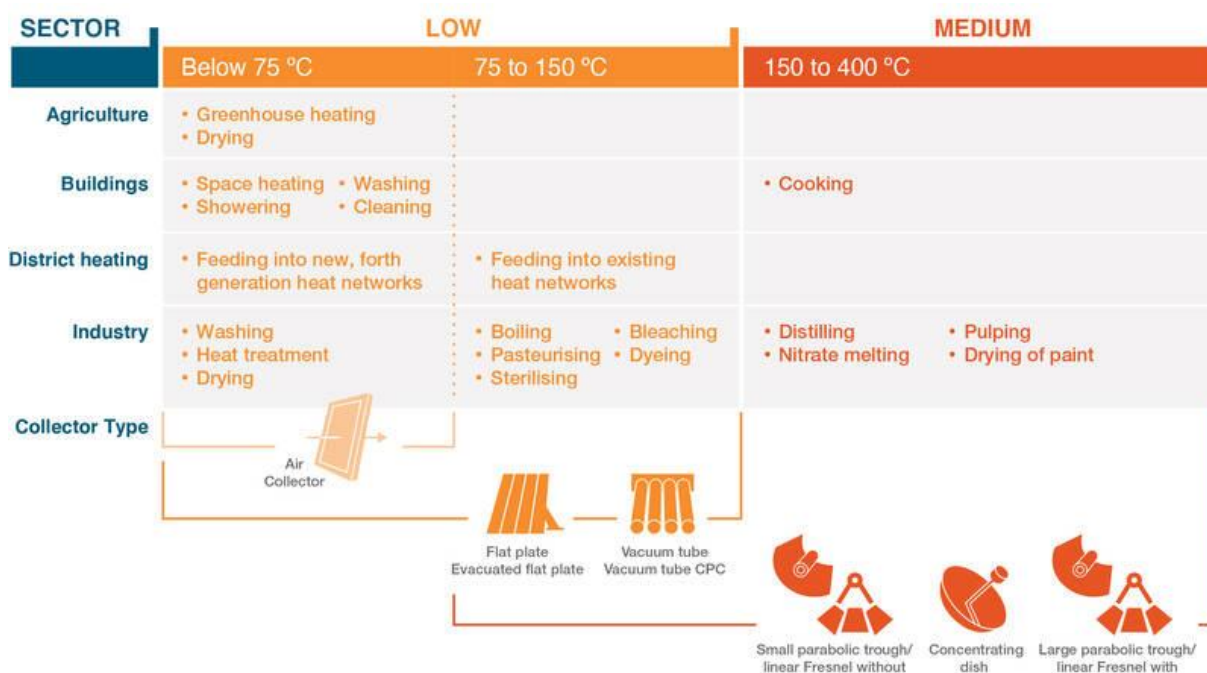 SECTOR
LOW
MEDIUM
Below 75 ºC
75 to 150 ºC
150 to 400 ºC
Agriculture
• Greenhouse heating
• Drying
Buildings
• Space heating • Washing
• Showering • Cleaning
• Cooking
District heating
• Feeding into new, forth
generation heat networks
• Feeding into existing
heat networks
Industry
• Washing
• Heat treatment
• Drying
• Boiling • Bleaching
• Pasteurising • Dyeing
• Sterilising
• Distilling • Pulping
• Nitrate melting • Drying of paint
Collector Type
Air
Collector
Flat plate
Evacuated flat plate
Vacuum tube
Vacuum tube CPC
Small parabolic trough/
linear Fresnel without
Concentrating
dish
Large parabolic trough/
linear Fresnel with